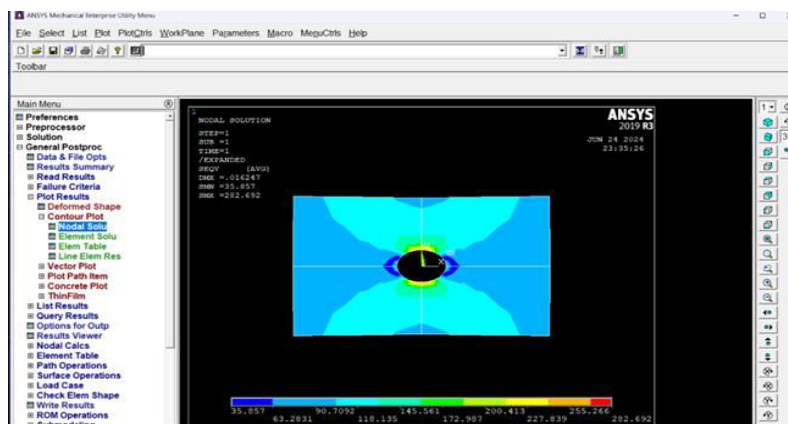 ANSYS Mechanical Enterprise Utility Menu
File Select List Plot PlotCtrls WorkPlane Parameters Macro MenuCtrls Help
Toolbar
Main Menu
Preferences
Preprocessor
Solution
General Postproc
Data & File Opts
Results Summary
Read Results
Failure Criteria
Plot Results
Deformed Shape
Contour Plot
Nodal Solu
Element Solu
Elem Table
Line Elem Res
Vector Plot
Plot Path Item
Concrete Plot
ThinFilm
List Results
Query Results
Options for Outp
Results Viewer
Nodal Calcs
Element Table
Path Operations
Surface Operations
Load Case
Check Elem Shape
Write Results
ROM Operations
1
NODAL SOLUTION
STEP=1
SUB =1
TIME=1
/EXPANDED
SEQV (AVG)
DMX =.016247
SMN =35.857
SMX =282.692
ANSYS
2019 R3
JUN 24 2024
23:35:26
X
35.857 90.7092 145.561 200.413 255.266
63.2831 118.135 172.987 227.839 282.692
1
3